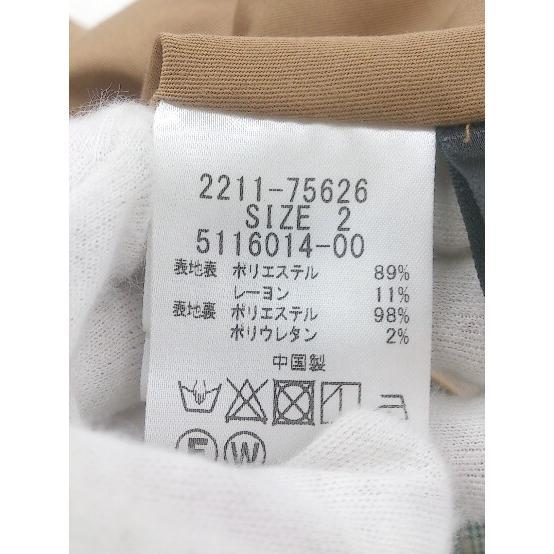 2211-75626
SIZE 2
5116014-00
表地表 ポリエステル 89%
レーヨン 11%
表地裏 ポリエステル 98%
ポリウレタン 2%
中国製
F W